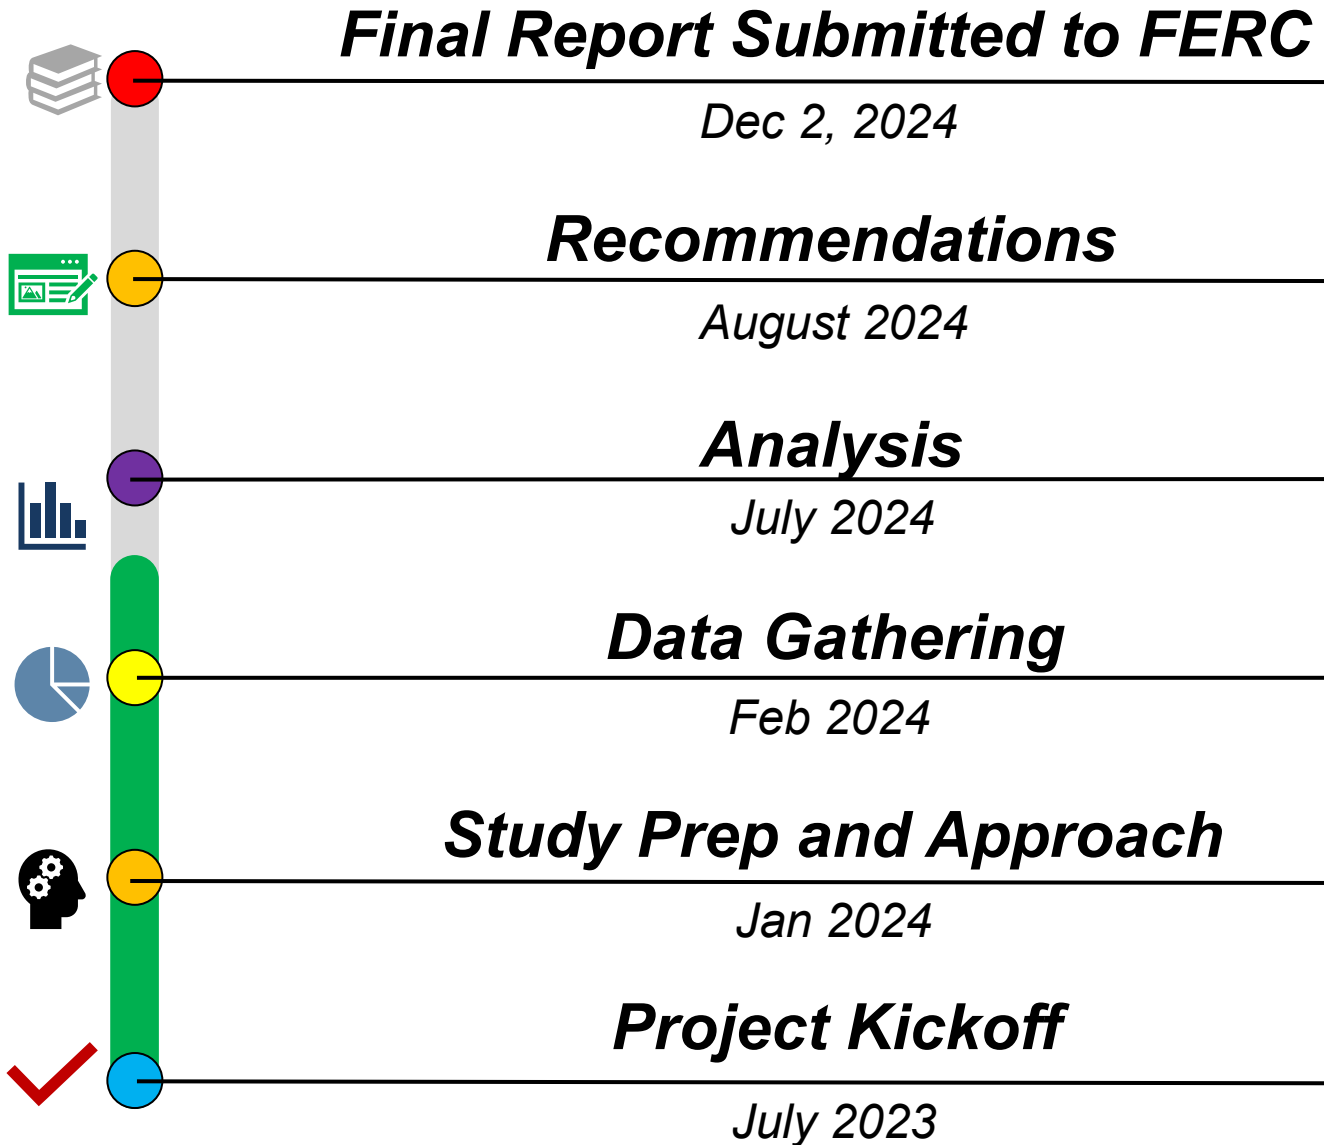 Final Report Submitted to FERC
Dec 2, 2024
Recommendations
August 2024
Analysis
July 2024
Data Gathering
Feb 2024
Study Prep and Approach
Jan 2024
Project Kickoff
July 2023